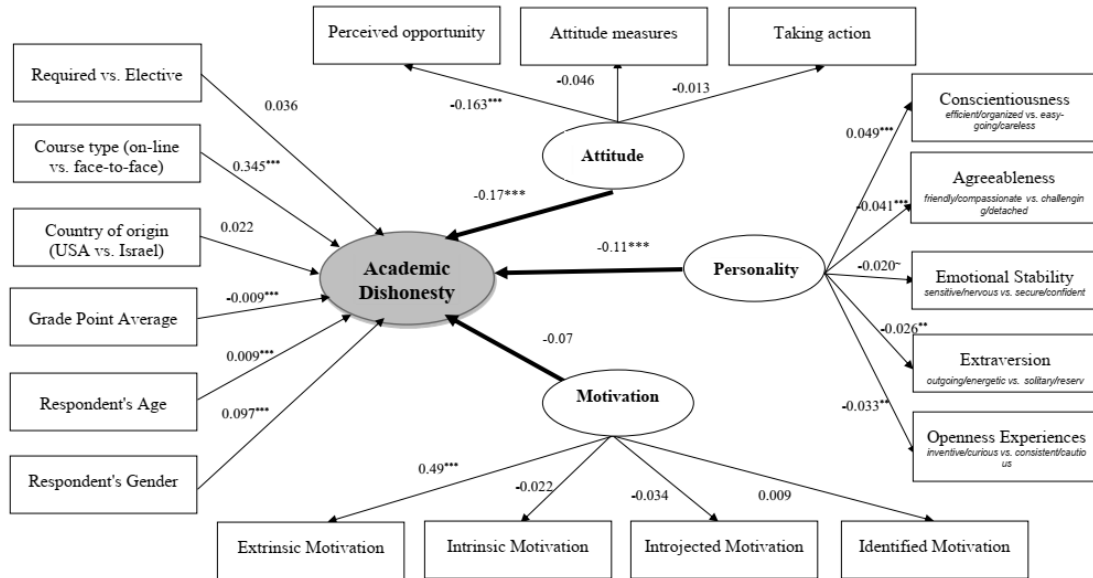 Perceived opportunity
Attitude measures
Taking action
Required vs. Elective
0.036
-0.163***
-0.046
-0.013
Conscientiousness
efficient/organized vs. easy-
going/careless
0.049***
Course type (on-line
vs. face-to-face)
0.345***
Attitude
-0.17***
Agreeableness
friendly/compassionate vs. challengin
g/detached
-0.041***
Country of origin
(USA vs. Israel)
0.022
Academic
Dishonesty
-0.11***
Personality
-0.020~
Emotional Stability
sensitive/nervous vs. secure/confident
Grade Point Average
-0.009***
-0.07
-0.026**
Extraversion
outgoing/energetic vs. solitary/reserv
Respondent's Age
0.009***
Motivation
-0.033**
Openness Experiences
inventive/curious vs. consistent/cautio
us
Respondent's Gender
0.097***
0.49***
-0.022
-0.034
0.009
Extrinsic Motivation
Intrinsic Motivation
Introjected Motivation
Identified Motivation